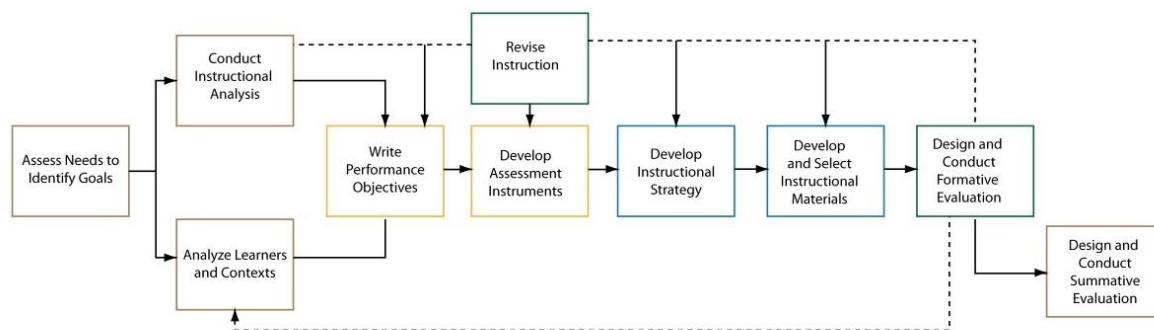 Conduct
Instructional
Analysis
Revise
Instruction
Assess Needs to
Identify Goals
Write
Performance
Objectives
Develop
Assessment
Instruments
Develop
Instructional
Strategy
Develop
and Select
Instructional
Materials
Design and
Conduct
Formative
Evaluation
Analyze Learners
and Contexts
Design and
Conduct
Summative
Evaluation